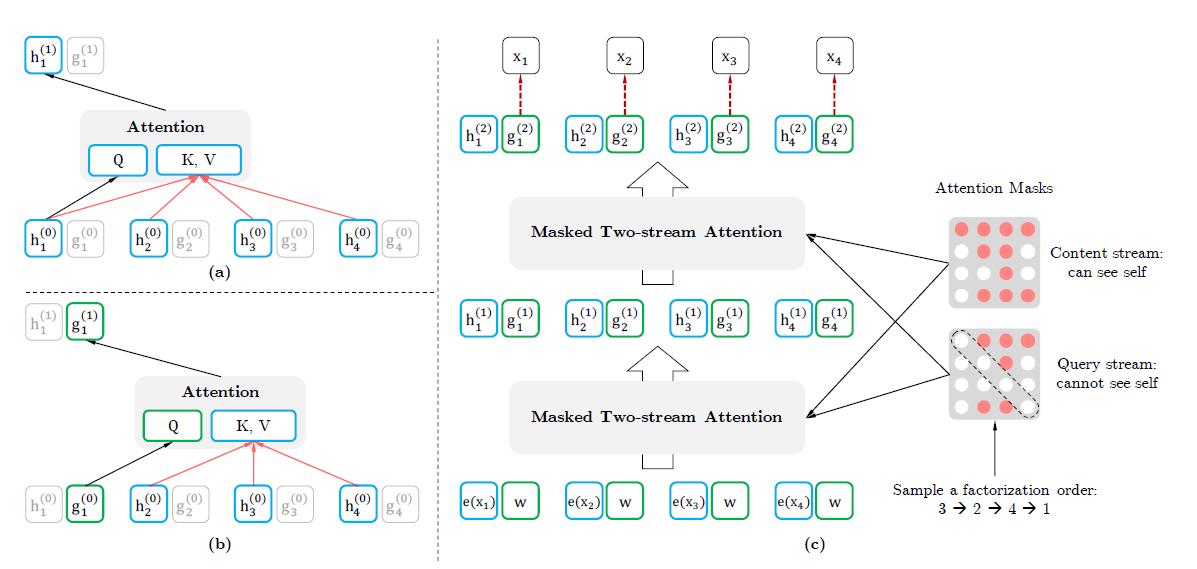 h₁⁽¹⁾ g₁⁽¹⁾
Attention
Q K, V
h₁⁽⁰⁾ g₁⁽⁰⁾ h₂⁽⁰⁾ g₂⁽⁰⁾ h₃⁽⁰⁾ g₃⁽⁰⁾ h₄⁽⁰⁾ g₄⁽⁰⁾
(a)
h₁⁽¹⁾ g₁⁽¹⁾
Attention
Q K, V
h₁⁽⁰⁾ g₁⁽⁰⁾ h₂⁽⁰⁾ g₂⁽⁰⁾ h₃⁽⁰⁾ g₃⁽⁰⁾ h₄⁽⁰⁾ g₄⁽⁰⁾
(b)
x₁ x₂ x₃ x₄
h₁⁽²⁾ g₁⁽²⁾ h₂⁽²⁾ g₂⁽²⁾ h₃⁽²⁾ g₃⁽²⁾ h₄⁽²⁾ g₄⁽²⁾
Masked Two-stream Attention
h₁⁽¹⁾ g₁⁽¹⁾ h₂⁽¹⁾ g₂⁽¹⁾ h₃⁽¹⁾ g₃⁽¹⁾ h₄⁽¹⁾ g₄⁽¹⁾
Masked Two-stream Attention
e(x₁) w e(x₂) w e(x₃) w e(x₄) w
(c)
Attention Masks
Content stream:
can see self
Query stream:
cannot see self
Sample a factorization order:
3 → 2 → 4 → 1